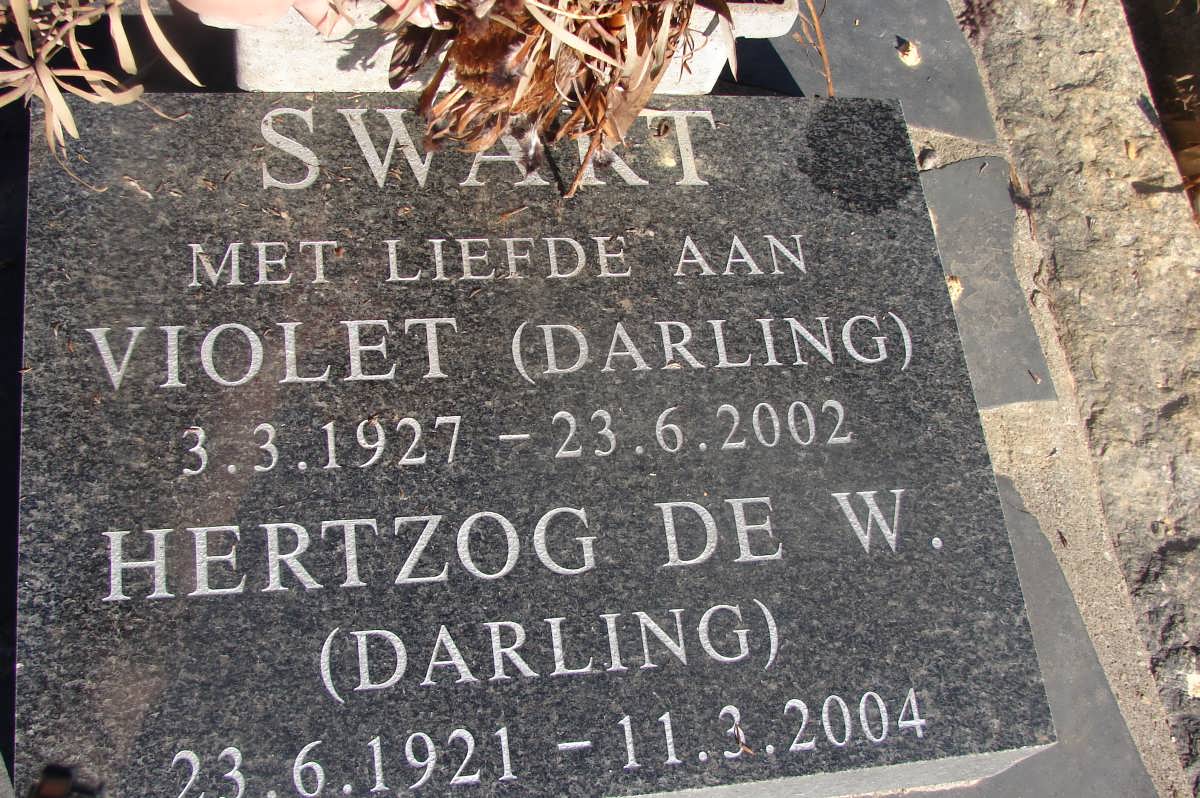 SWART
MET LIEFDE AAN
VIOLET (DARLING)
3.3.1927 - 23.6.2002
HERTZOG DE W.
(DARLING)
23.6.1921 - 11.3.2004